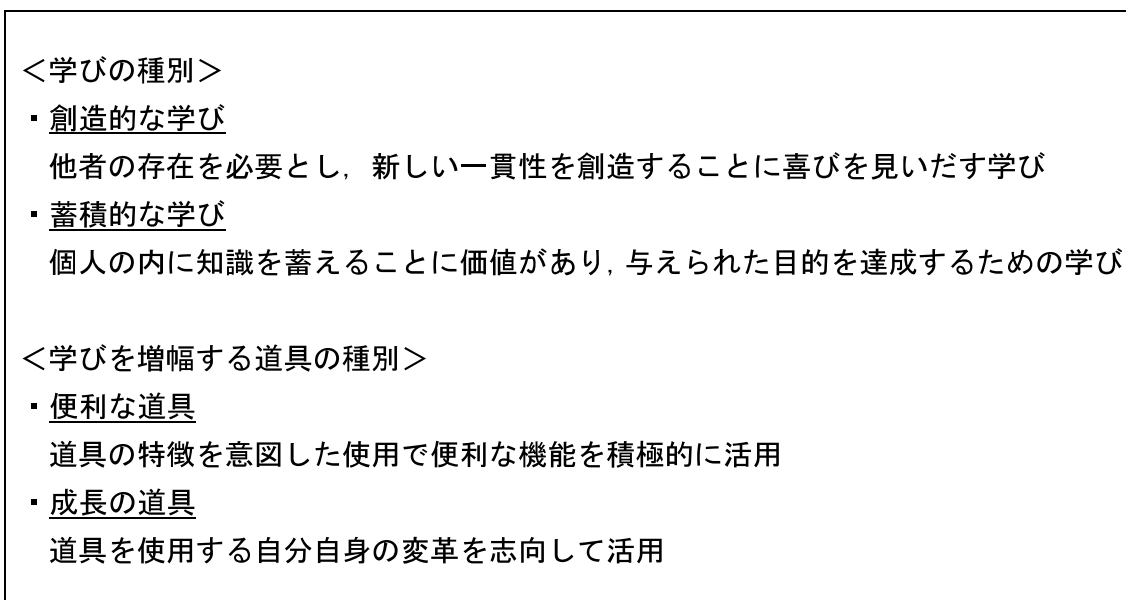 ＜学びの種別＞
・創造的な学び
他者の存在を必要とし，新しい一貫性を創造することに喜びを見いだす学び
・蓄積的な学び
個人の内に知識を蓄えることに価値があり，与えられた目的を達成するための学び
＜学びを増幅する道具の種別＞
・便利な道具
道具の特徴を意図した使用で便利な機能を積極的に活用
・成長の道具
道具を使用する自分自身の変革を志向して活用